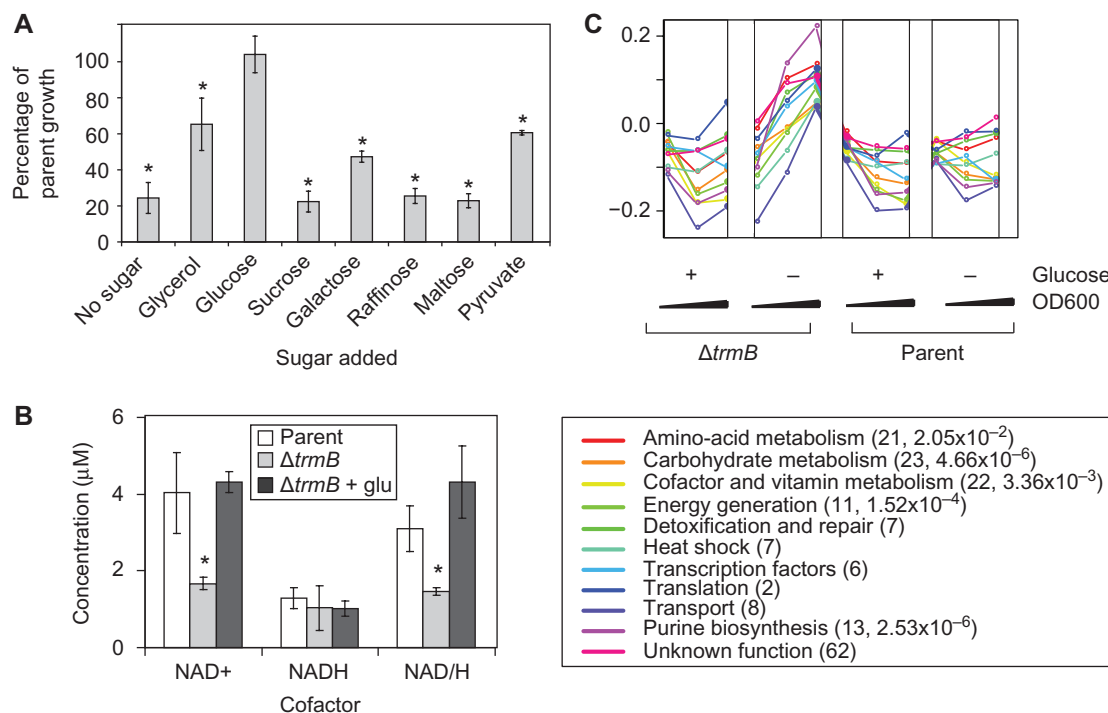 A
Percentage of
parent growth
100
80
60
40
20
0
*
*
*
*
*
*
*
No sugar
Glycerol
Glucose
Sucrose
Galactose
Raffinose
Maltose
Pyruvate
Sugar added
B
Concentration (µM)
6
4
2
0
Parent
ΔtrmB
ΔtrmB + glu
*
*
NAD+
NADH
NAD/H
Cofactor
C
0.2
0.0
−0.2
+ − + − Glucose
OD600
ΔtrmB Parent
Amino-acid metabolism (21, 2.05x10⁻²)
Carbohydrate metabolism (23, 4.66x10⁻⁶)
Cofactor and vitamin metabolism (22, 3.36x10⁻³)
Energy generation (11, 1.52x10⁻⁴)
Detoxification and repair (7)
Heat shock (7)
Transcription factors (6)
Translation (2)
Transport (8)
Purine biosynthesis (13, 2.53x10⁻⁶)
Unknown function (62)